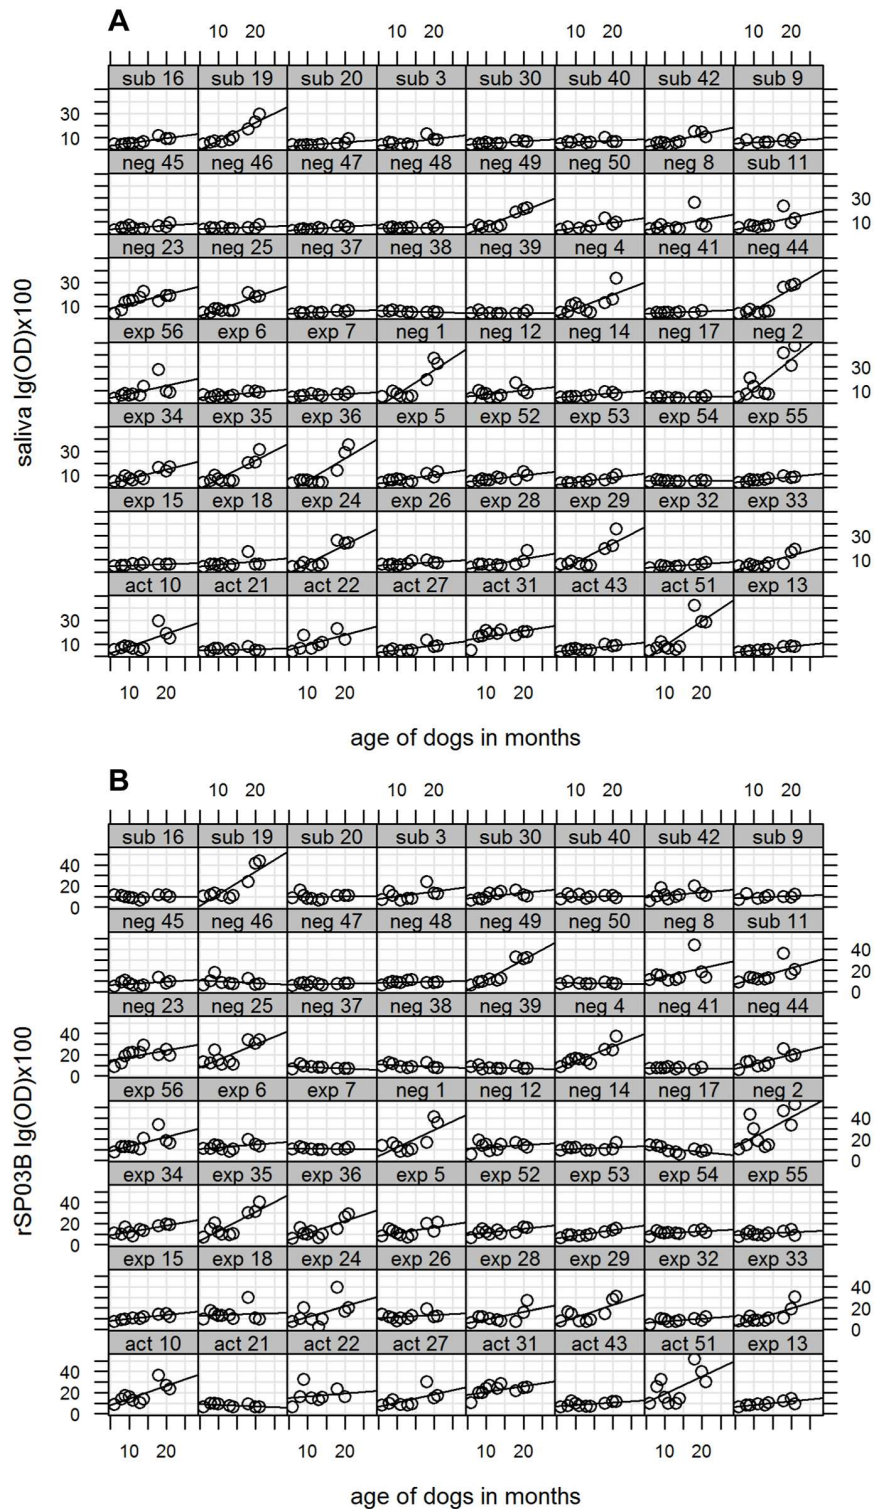 A
10 20 10 20
sub 16 sub 19 sub 20 sub 3 sub 30 sub 40 sub 42 sub 9
30
10
neg 45 neg 46 neg 47 neg 48 neg 49 neg 50 neg 8 sub 11
30
10
neg 23 neg 25 neg 37 neg 38 neg 39 neg 4 neg 41 neg 44
30
10
exp 56 exp 6 exp 7 neg 1 neg 12 neg 14 neg 17 neg 2
30
10
exp 34 exp 35 exp 36 exp 5 exp 52 exp 53 exp 54 exp 55
30
10
exp 15 exp 18 exp 24 exp 26 exp 28 exp 29 exp 32 exp 33
30
10
act 10 act 21 act 22 act 27 act 31 act 43 act 51 exp 13
30
10
10 20 10 20 10 20
saliva Ig(OD)x100
age of dogs in months
B
10 20 10 20
sub 16 sub 19 sub 20 sub 3 sub 30 sub 40 sub 42 sub 9
40
20
0
neg 45 neg 46 neg 47 neg 48 neg 49 neg 50 neg 8 sub 11
40
20
0
neg 23 neg 25 neg 37 neg 38 neg 39 neg 4 neg 41 neg 44
40
20
0
exp 56 exp 6 exp 7 neg 1 neg 12 neg 14 neg 17 neg 2
40
20
0
exp 34 exp 35 exp 36 exp 5 exp 52 exp 53 exp 54 exp 55
40
20
0
exp 15 exp 18 exp 24 exp 26 exp 28 exp 29 exp 32 exp 33
40
20
0
act 10 act 21 act 22 act 27 act 31 act 43 act 51 exp 13
40
20
0
10 20 10 20 10 20
rSP03B Ig(OD)x100
age of dogs in months